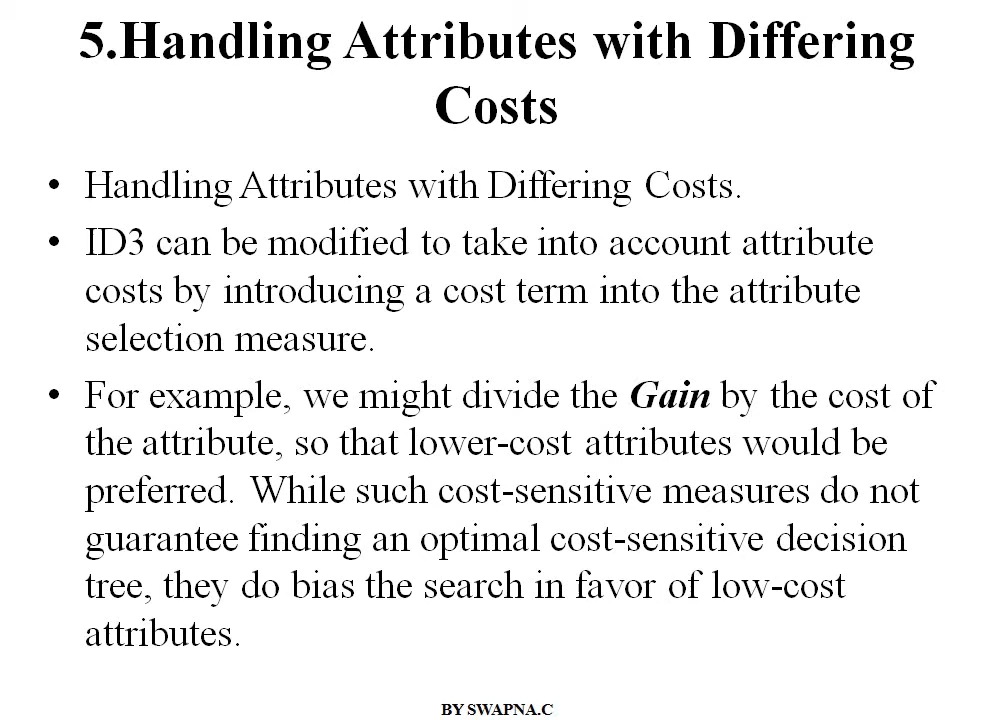 5.Handling Attributes with Differing
Costs
• Handling Attributes with Differing Costs.
• ID3 can be modified to take into account attribute
costs by introducing a cost term into the attribute
selection measure.
• For example, we might divide the Gain by the cost of
the attribute, so that lower-cost attributes would be
preferred. While such cost-sensitive measures do not
guarantee finding an optimal cost-sensitive decision
tree, they do bias the search in favor of low-cost
attributes.
BY SWAPNA.C